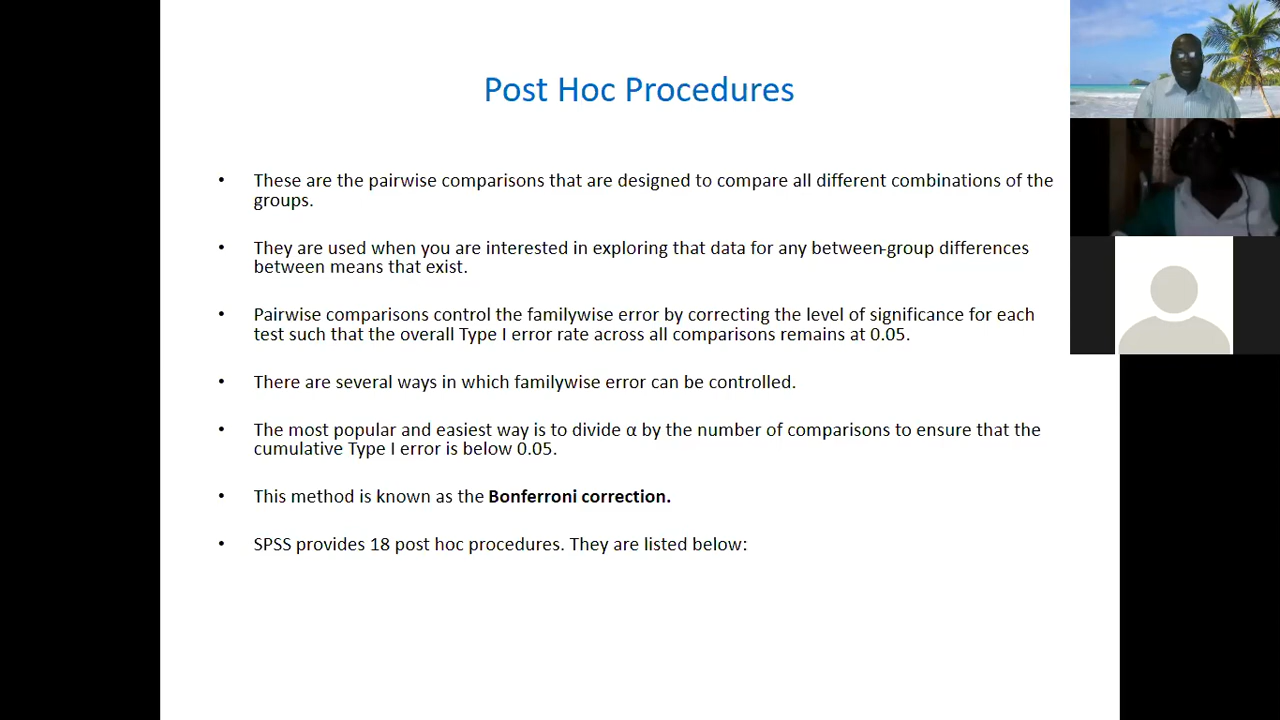 Post Hoc Procedures
• These are the pairwise comparisons that are designed to compare all different combinations of the
groups.
• They are used when you are interested in exploring that data for any between-group differences
between means that exist.
• Pairwise comparisons control the familywise error by correcting the level of significance for each
test such that the overall Type I error rate across all comparisons remains at 0.05.
• There are several ways in which familywise error can be controlled.
• The most popular and easiest way is to divide α by the number of comparisons to ensure that the
cumulative Type I error is below 0.05.
• This method is known as the Bonferroni correction.
• SPSS provides 18 post hoc procedures. They are listed below: